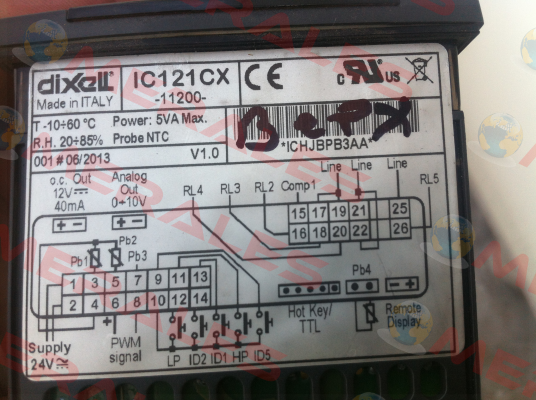 dixell IC121CX
Made in ITALY -11200-
CE
c RU US
T -10÷60 °C Power: 5VA Max.
R.H. 20÷85% Probe NTC
001 # 06/2013 V1.0
*ICHJBPB3AA*
o.c. Out
12V
40mA
Analog
Out
0÷10V
RL4 RL3 RL2 Comp1 Line Line Line RL5
15 17 19 21 25
16 18 20 22 26
Pb1 Pb2 Pb3
1 3 5 7 9 11 13
2 4 6 8 10 12 14
Pb4
Hot Key/
TTL
Remote
Display
Supply
24V
PWM
signal
LP ID2 ID1 HP ID5
MERALES